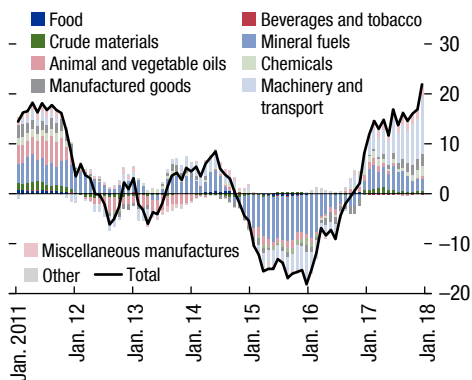 Food
Beverages and tobacco
Crude materials
Mineral fuels
Animal and vegetable oils
Chemicals
Manufactured goods
Machinery and
transport
30
20
10
0
–10
–20
Miscellaneous manufactures
Other
Total
Jan. 2011
Jan. 12
Jan. 13
Jan. 14
Jan. 15
Jan. 16
Jan. 17
Jan. 18